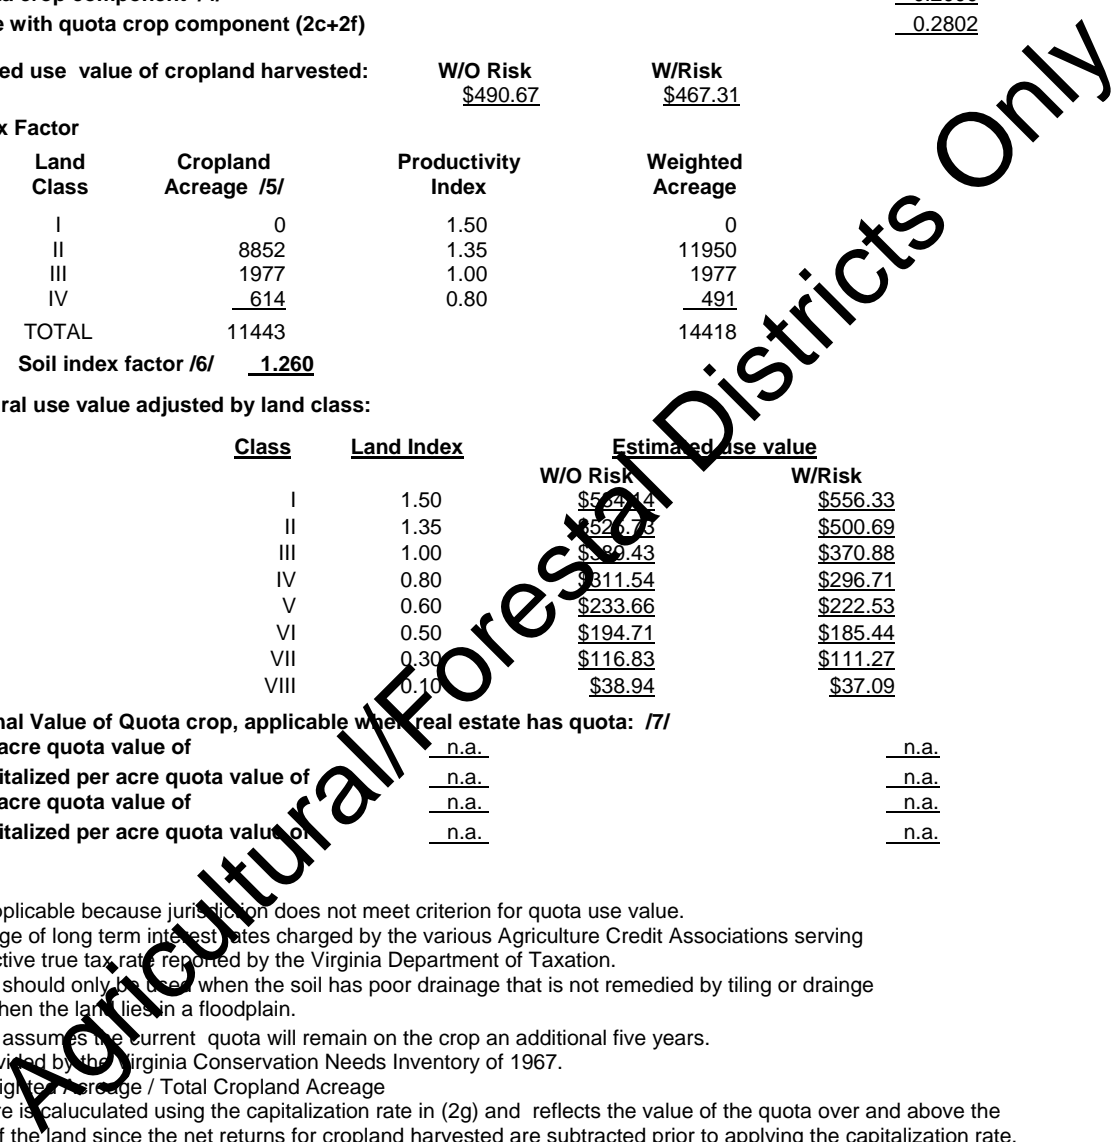 e with quota crop component (2c+2f) 0.2802
ed use value of cropland harvested: W/O Risk W/Risk
$490.67 $467.31
x Factor
Land Cropland Productivity Weighted
Class Acreage /5/ Index Acreage
I 0 1.50 0
II 8852 1.35 11950
III 1977 1.00 1977
IV 614 0.80 491
TOTAL 11443 14418
Soil index factor /6/ 1.260
ral use value adjusted by land class:
Class Land Index Estimated use value
W/O Risk W/Risk
I 1.50 $584.14 $556.33
II 1.35 $525.73 $500.69
III 1.00 $389.43 $370.88
IV 0.80 $311.54 $296.71
V 0.60 $233.66 $222.53
VI 0.50 $194.71 $185.44
VII 0.30 $116.83 $111.27
VIII 0.10 $38.94 $37.09
nal Value of Quota crop, applicable when real estate has quota: /7/
acre quota value of n.a. n.a.
italized per acre quota value of n.a. n.a.
acre quota value of n.a. n.a.
italized per acre quota value of n.a. n.a.
pplicable because jurisdiction does not meet criterion for quota use value.
ge of long term interest rates charged by the various Agriculture Credit Associations serving
ctive true tax rate reported by the Virginia Department of Taxation.
should only be used when the soil has poor drainage that is not remedied by tiling or drainge
hen the land lies in a floodplain.
assumes the current quota will remain on the crop an additional five years.
vided by the Virginia Conservation Needs Inventory of 1967.
ighted Acreage / Total Cropland Acreage
re is caluculated using the capitalization rate in (2g) and reflects the value of the quota over and above the
f the land since the net returns for cropland harvested are subtracted prior to applying the capitalization rate.
Agricultural/Forestal Districts Only